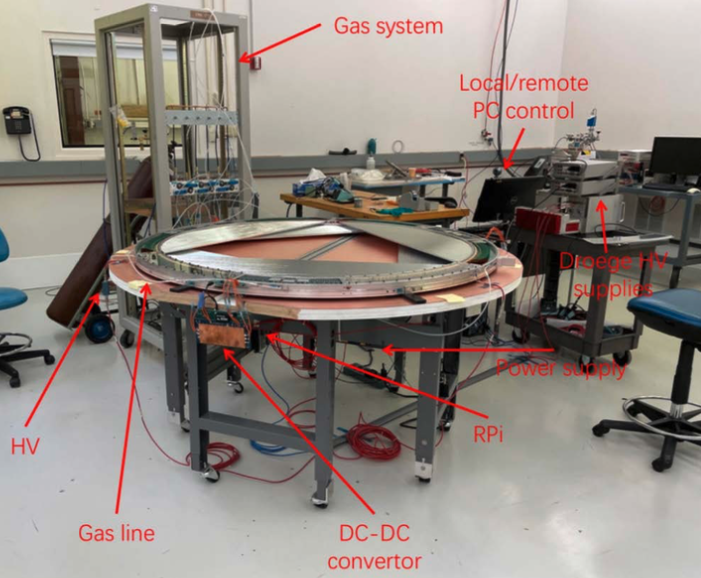 Gas system
Local/remote
PC control
Droege HV
supplies
Power supply
HV
RPi
Gas line
DC-DC
convertor